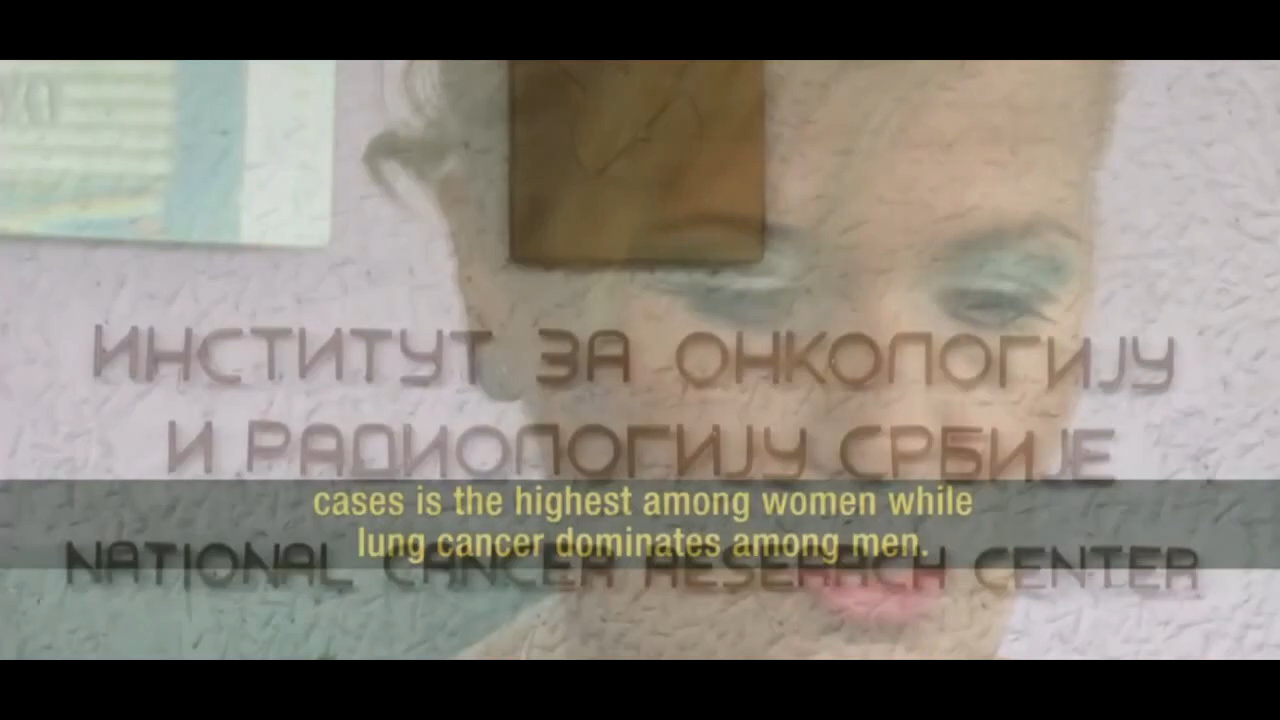 ИНСТИТУТ ЗА ОНКОЛОГИЈУ
И РАДИОЛОГИЈУ СРБИЈЕ
cases is the highest among women while
lung cancer dominates among men.
NATIONAL CANCER RESEARCH CENTER